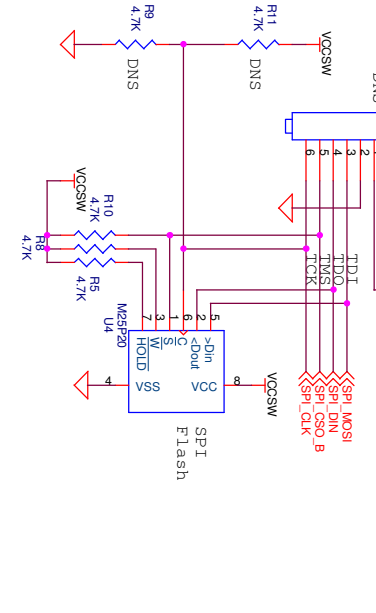 R9
4.7K
DNS
R11
4.7K
DNS
VCCSW
DNS
6
5
4
3
2
TCK
TMS
TDO
TDI
SPI_MOSI
SPI_DIN
SPI_CSO_B
SPI_CLK
VCCSW
R10
4.7K
R8
4.7K
R5
4.7K
M25P20
U4
7
3
1
6
2
5
HOLD
W
S
C
<Dout
>Din
4
VSS
VCC
8
VCCSW
SPI
Flash